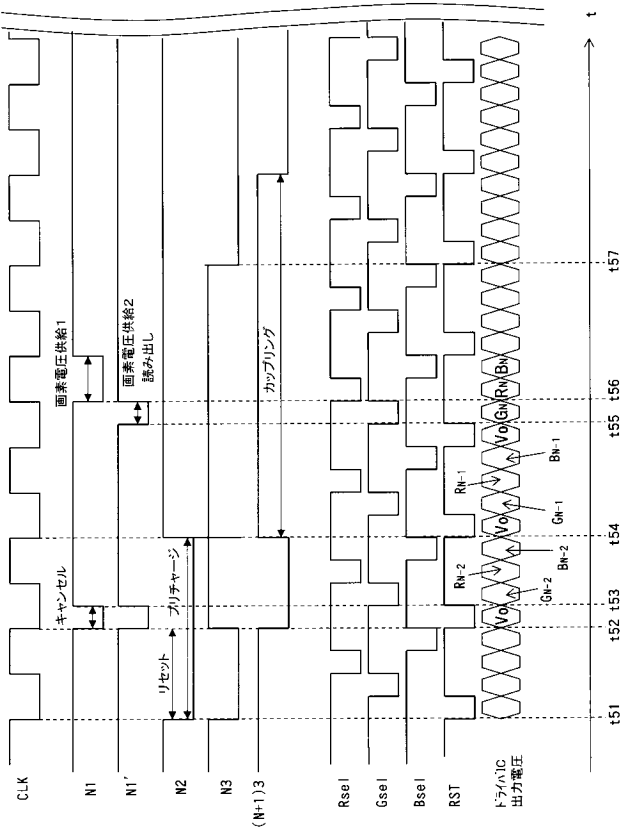 CLK
N1
キャンセル
画素電圧供給1
N1'
画素電圧供給2
読み出し
N2
リセット
プリチャージ
N3
(N+1)3
カップリング
Rsel
Gsel
Bsel
RST
ドライバIC
出力電圧
Vo
GN-2
RN-2
BN-2
Vo
GN-1
RN-1
BN-1
Vo
GN
RN
BN
t51
t52
t53
t54
t55
t56
t57
t